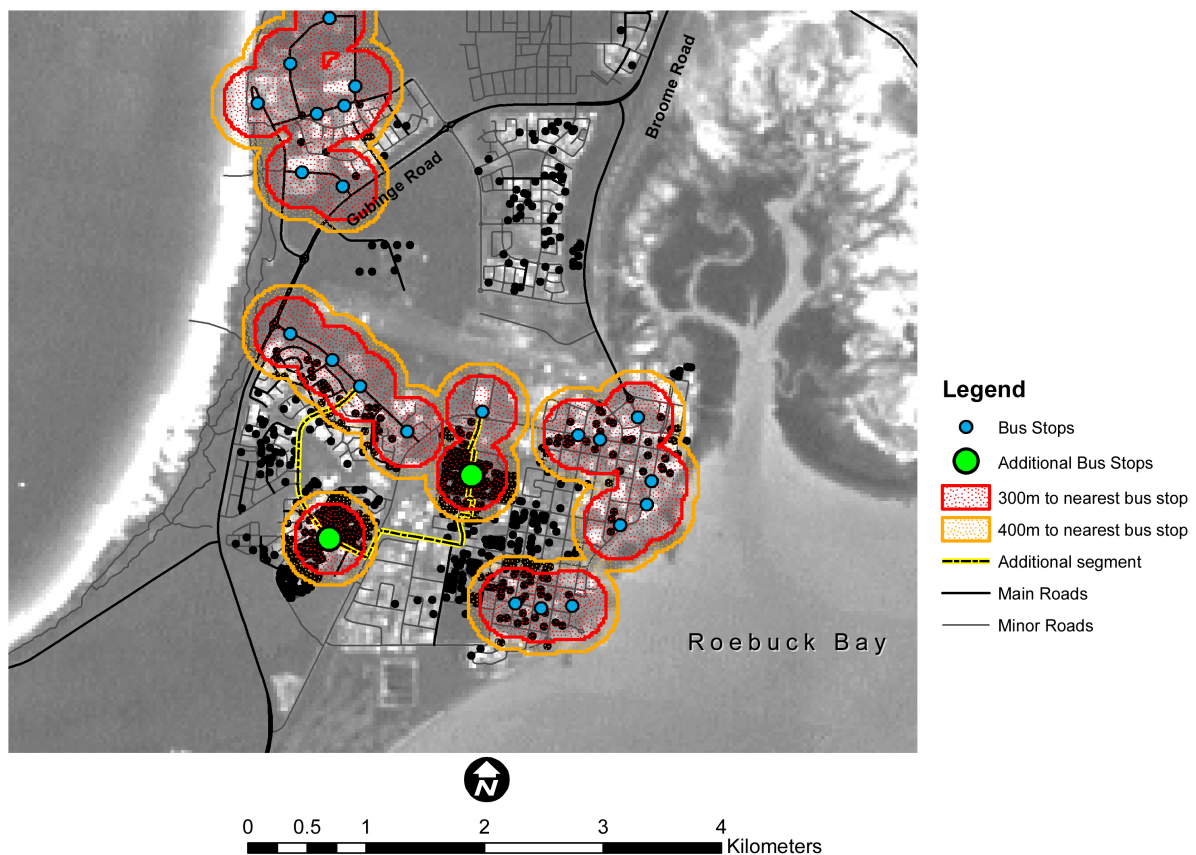 Broome Road
Gubinge Road
Roebuck Bay
Legend
Bus Stops
Additional Bus Stops
300m to nearest bus stop
400m to nearest bus stop
Additional segment
Main Roads
Minor Roads
N
0 0.5 1 2 3 4
Kilometers